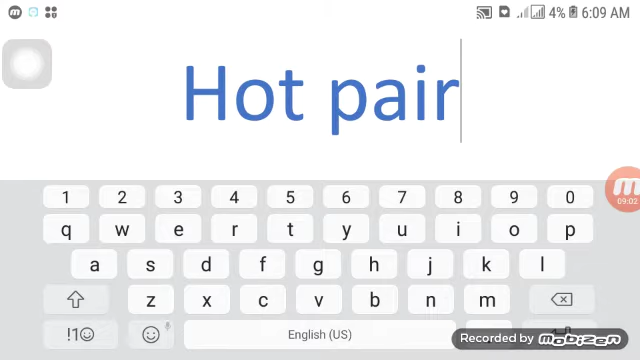 4% 6:09 AM
Hot pair
1 2 3 4 5 6 7 8 9 0
q w e r t y u i o p
09:02
a s d f g h j k l
z x c v b n m
!1☺ English (US)
Recorded by mobizen